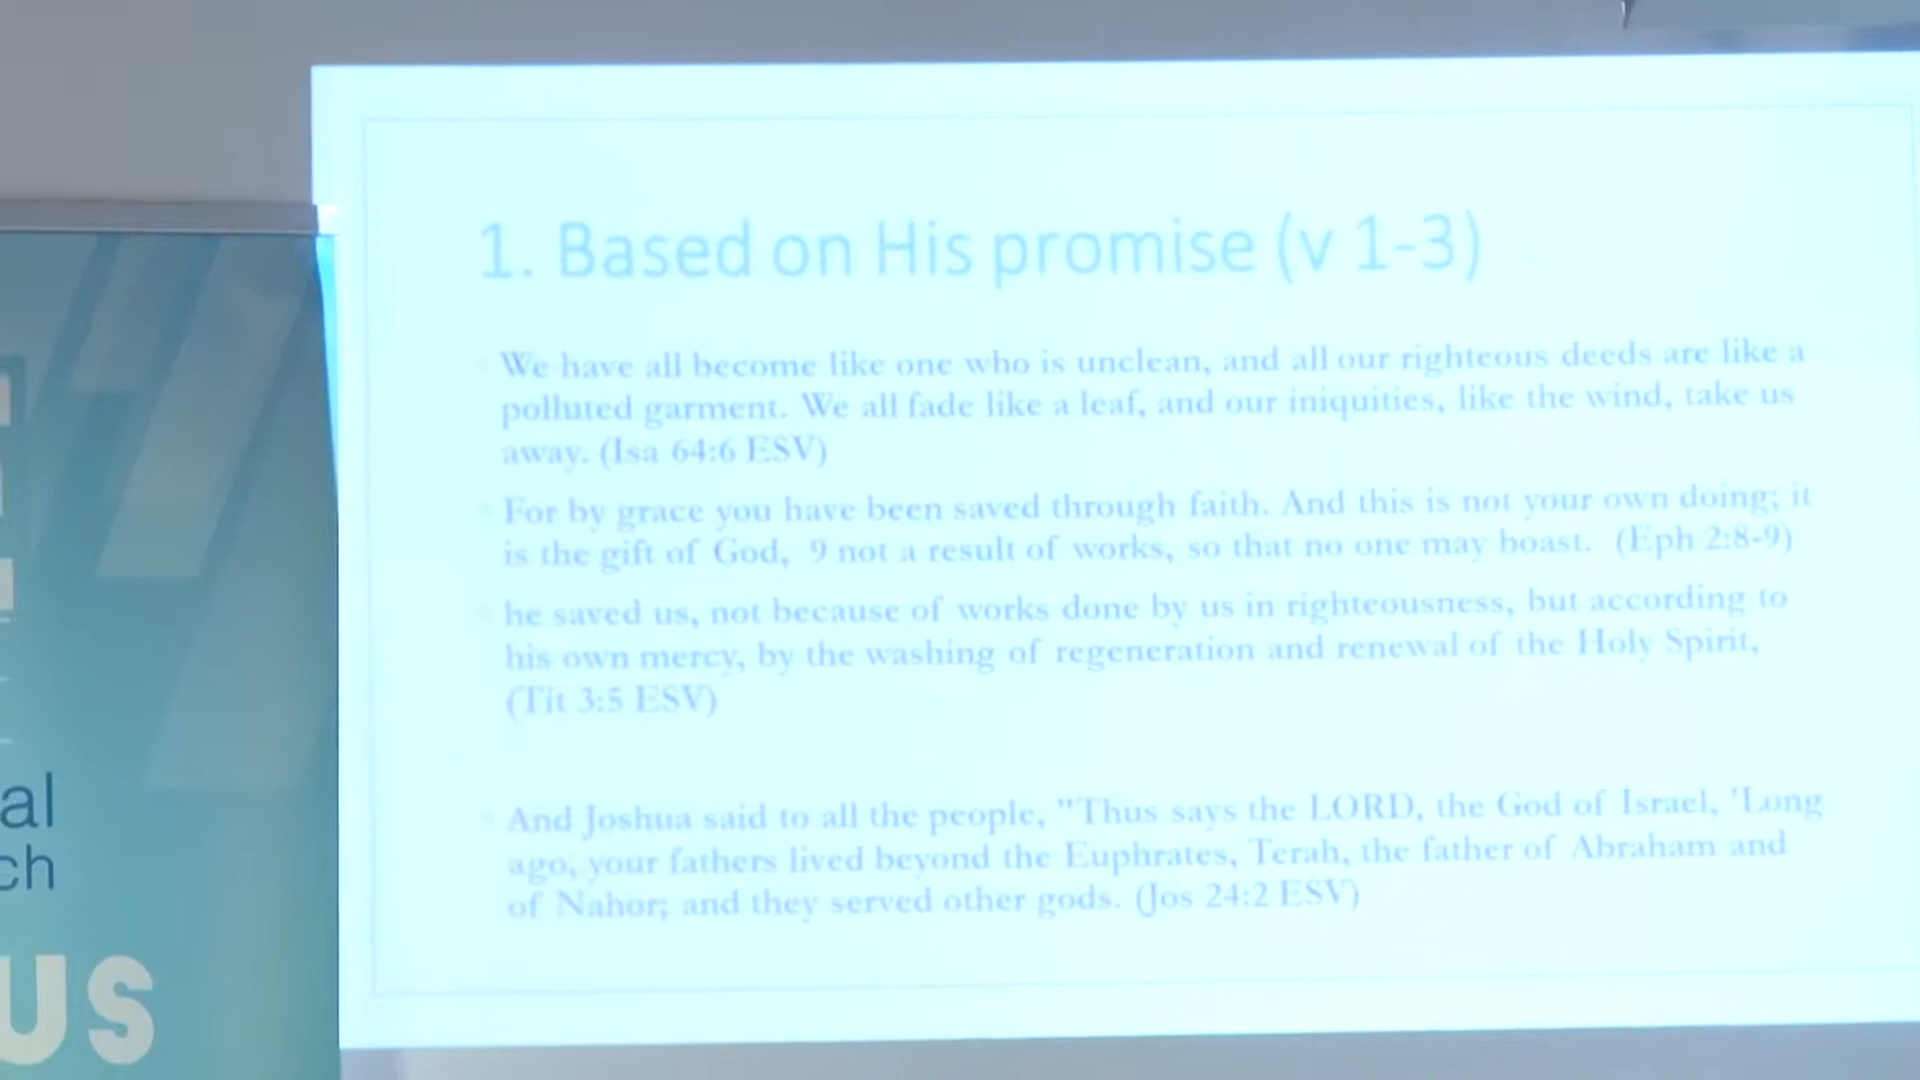 1. Based on His promise (v 1-3)
We have all become like one who is unclean, and all our righteous deeds are like a
polluted garment. We all fade like a leaf, and our iniquities, like the wind, take us
away. (Isa 64:6 ESV)
For by grace you have been saved through faith. And this is not your own doing; it
is the gift of God, 9 not a result of works, so that no one may boast. (Eph 2:8-9)
he saved us, not because of works done by us in righteousness, but according to
his own mercy, by the washing of regeneration and renewal of the Holy Spirit,
(Tit 3:5 ESV)
And Joshua said to all the people, "Thus says the LORD, the God of Israel, 'Long
ago, your fathers lived beyond the Euphrates, Terah, the father of Abraham and
of Nahor; and they served other gods. (Jos 24:2 ESV)
al
ch
US